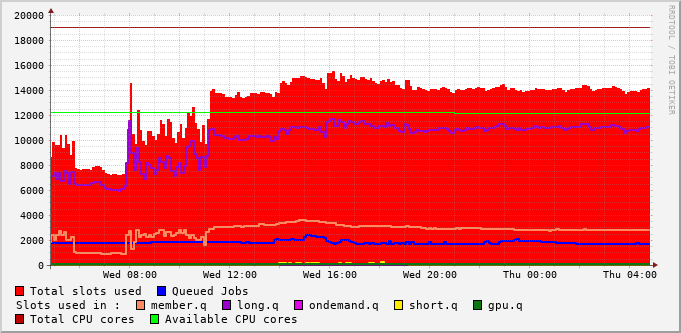 RRDTOOL / TOBI OETIKER
20000
18000
16000
14000
12000
10000
8000
6000
4000
2000
0
Wed 08:00 Wed 12:00 Wed 16:00 Wed 20:00 Thu 00:00 Thu 04:00
Total slots used Queued Jobs
Slots used in : member.q long.q ondemand.q short.q gpu.q
Total CPU cores Available CPU cores